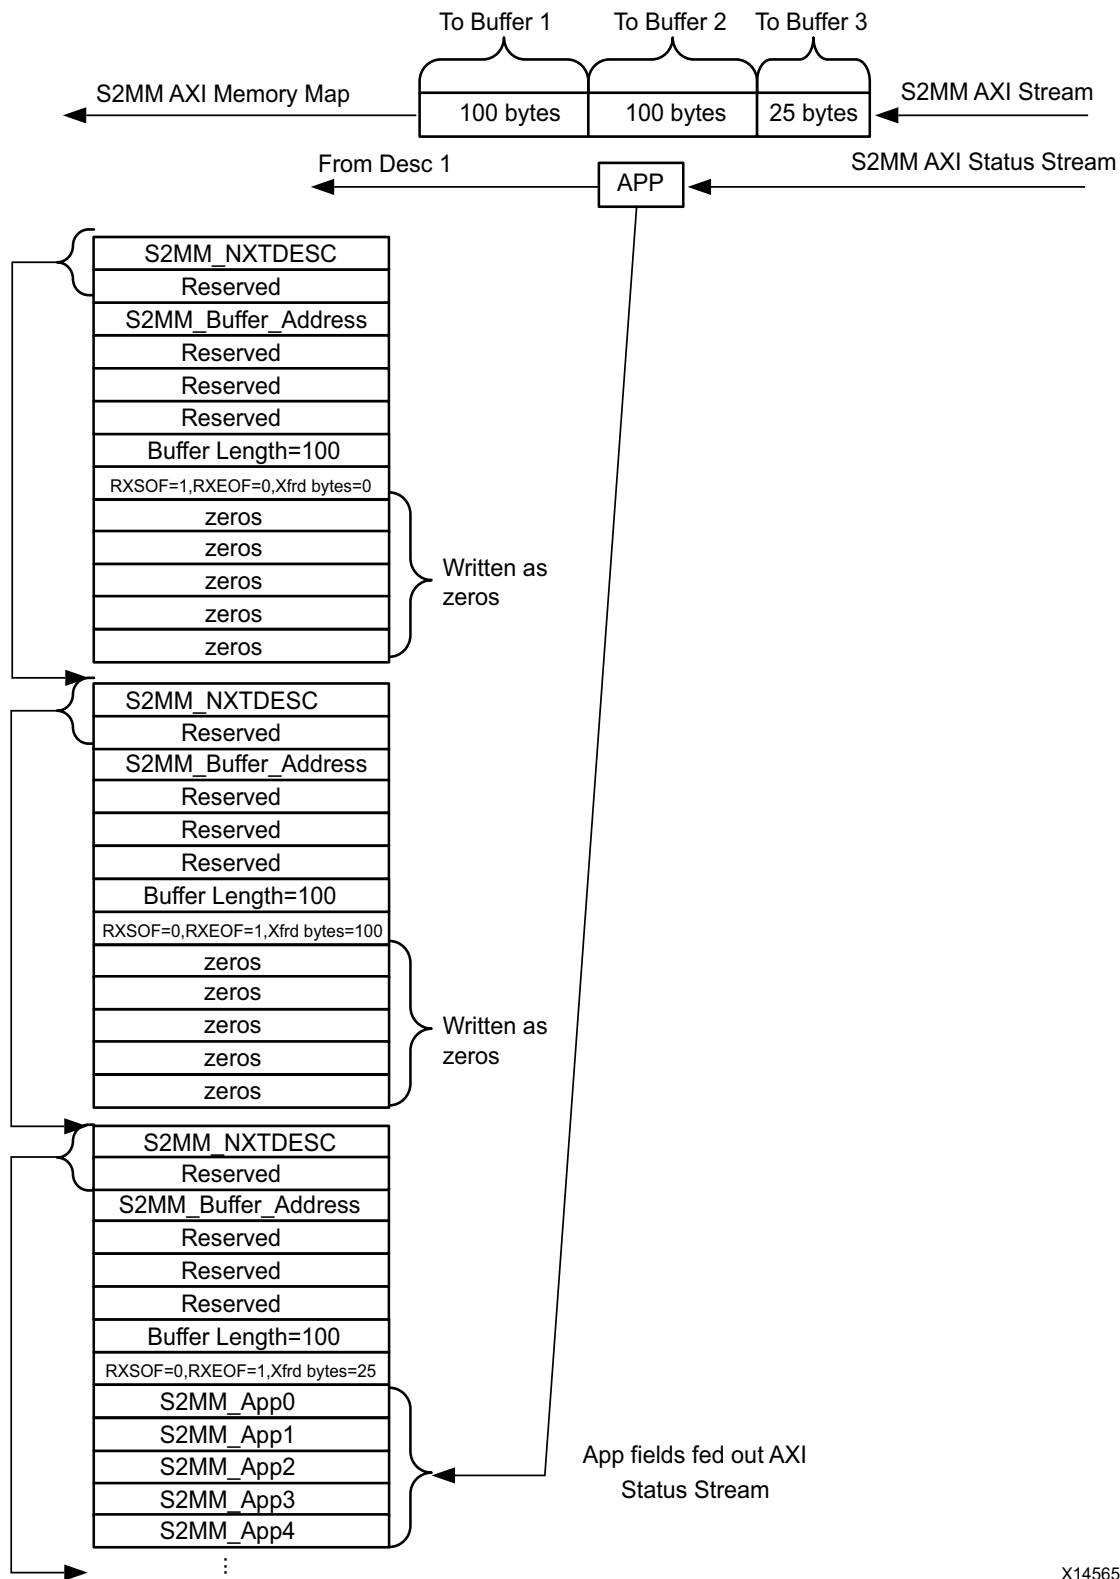 To Buffer 1 To Buffer 2 To Buffer 3
S2MM AXI Memory Map
100 bytes 100 bytes 25 bytes
S2MM AXI Stream
From Desc 1
APP
S2MM AXI Status Stream
S2MM_NXTDESC
Reserved
S2MM_Buffer_Address
Reserved
Reserved
Reserved
Buffer Length=100
RXSOF=1,RXEOF=0,Xfrd bytes=0
zeros
zeros
zeros
zeros
zeros
Written as
zeros
S2MM_NXTDESC
Reserved
S2MM_Buffer_Address
Reserved
Reserved
Reserved
Buffer Length=100
RXSOF=0,RXEOF=1,Xfrd bytes=100
zeros
zeros
zeros
zeros
zeros
Written as
zeros
S2MM_NXTDESC
Reserved
S2MM_Buffer_Address
Reserved
Reserved
Reserved
Buffer Length=100
RXSOF=0,RXEOF=1,Xfrd bytes=25
S2MM_App0
S2MM_App1
S2MM_App2
S2MM_App3
S2MM_App4
App fields fed out AXI
Status Stream
...
X14565